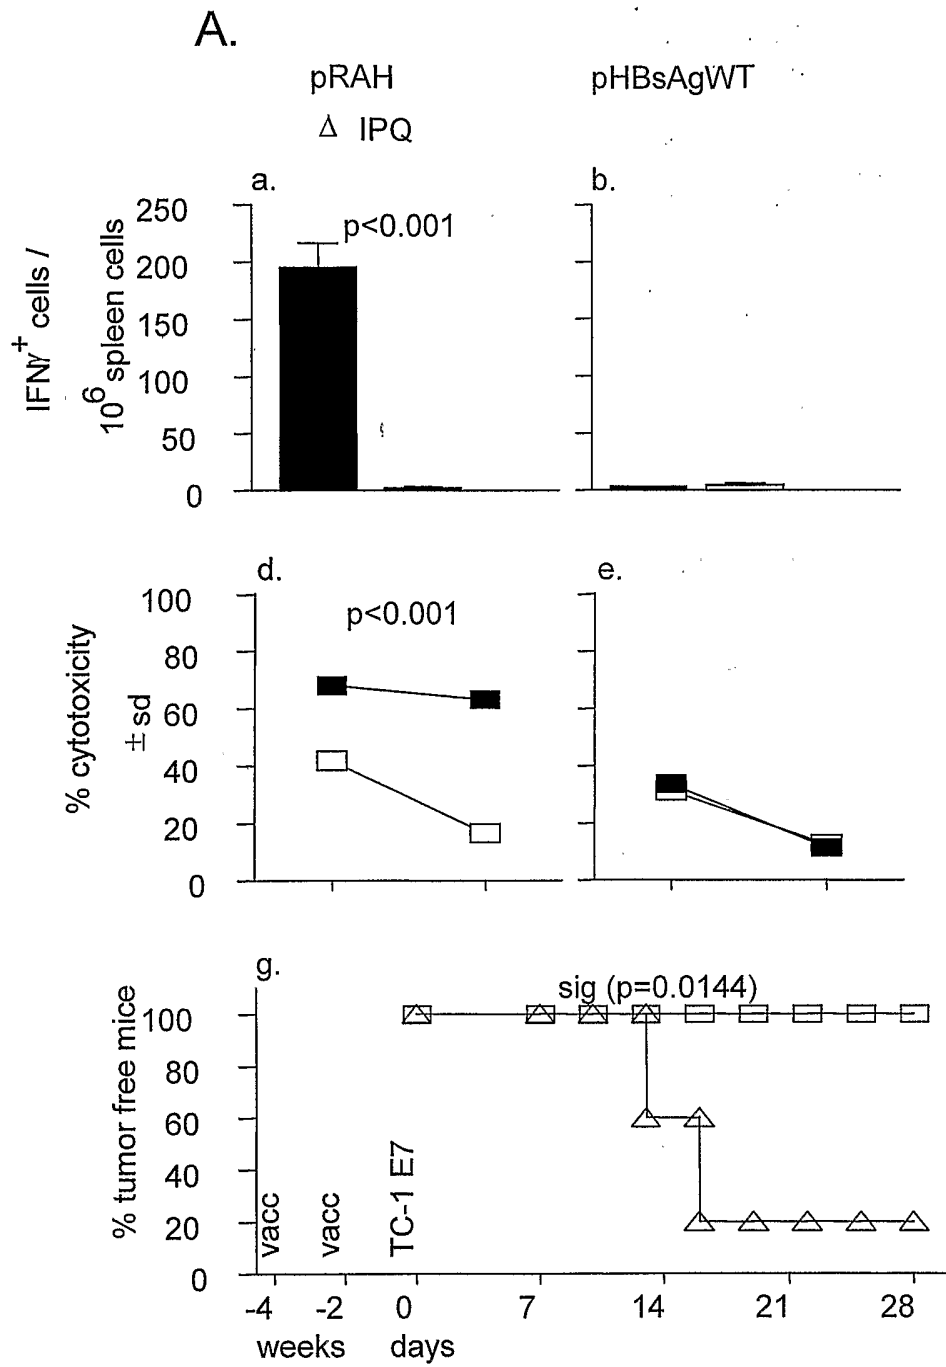 A.
pRAH pHBsAgWT
Δ IPQ
a. b.
IFNγ+ cells /
10^6 spleen cells
250
200
150
100
50
0
p<0.001
d. e.
% cytotoxicity
±sd
100
80
60
40
20
0
p<0.001
g.
% tumor free mice
100
80
60
40
20
0
sig (p=0.0144)
vacc
vacc
TC-1 E7
-4 -2 0 7 14 21 28
weeks days